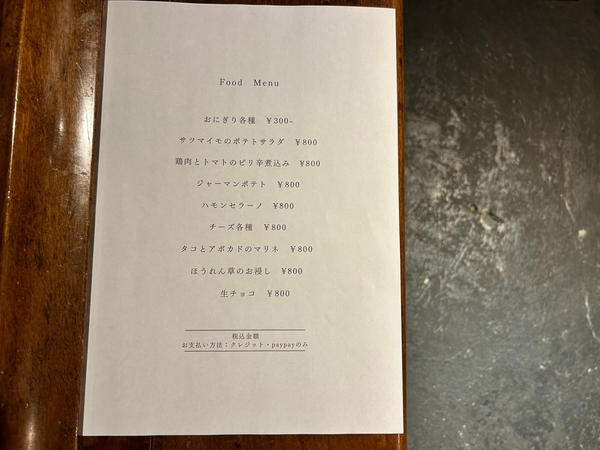 Food Menu
おにぎり各種 ¥300~
サツマイモのポテトサラダ ¥800
鶏肉とトマトのピリ辛煮込み ¥800
ジャーマンポテト ¥800
ハモンセラーノ ¥800
チーズ各種 ¥800
タコとアボカドのマリネ ¥800
ほうれん草のお浸し ¥800
生チョコ ¥800
税込金額
お支払い方法：クレジット・paypayのみ